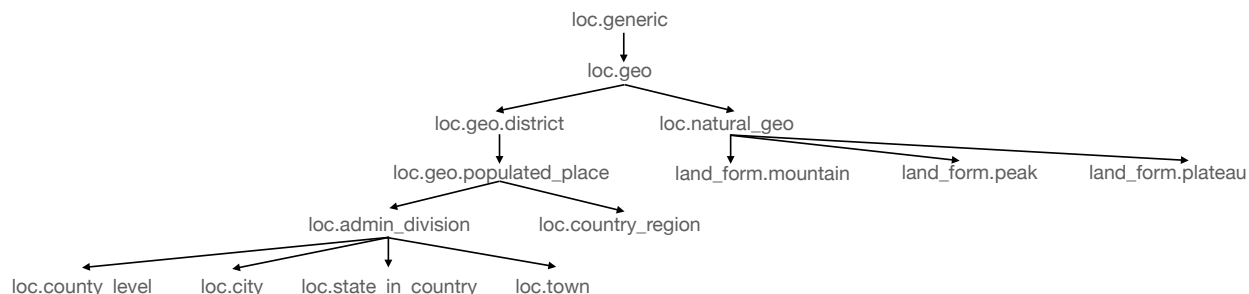 loc.generic
loc.geo
loc.geo.district loc.natural_geo
loc.geo.populated_place land_form.mountain land_form.peak land_form.plateau
loc.admin_division loc.country_region
loc.county_level loc.city loc.state_in_country loc.town